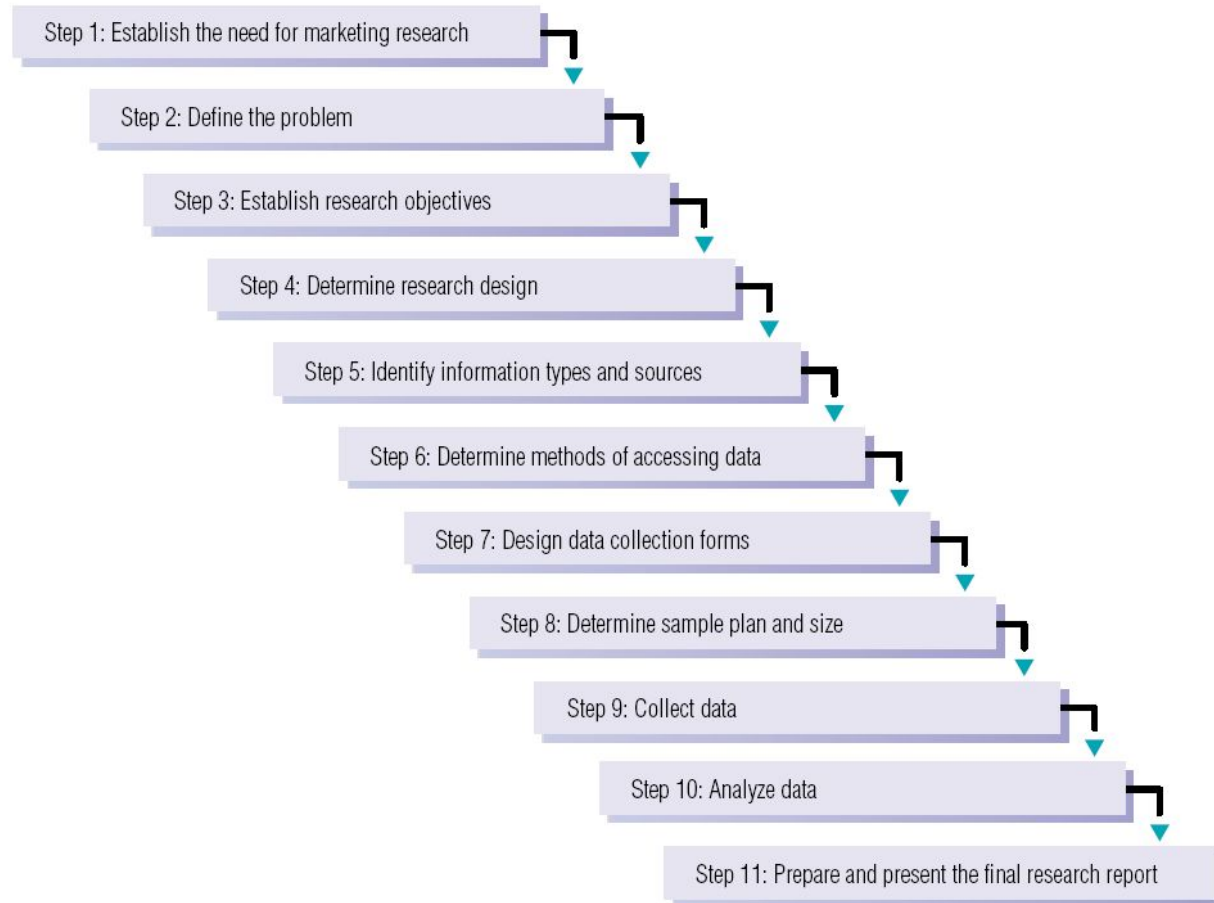 Step 1: Establish the need for marketing research
Step 2: Define the problem
Step 3: Establish research objectives
Step 4: Determine research design
Step 5: Identify information types and sources
Step 6: Determine methods of accessing data
Step 7: Design data collection forms
Step 8: Determine sample plan and size
Step 9: Collect data
Step 10: Analyze data
Step 11: Prepare and present the final research report